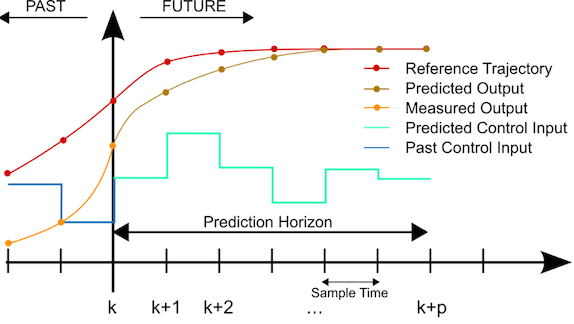 PAST
FUTURE
Reference Trajectory
Predicted Output
Measured Output
Predicted Control Input
Past Control Input
Prediction Horizon
Sample Time
k
k+1
k+2
...
k+p